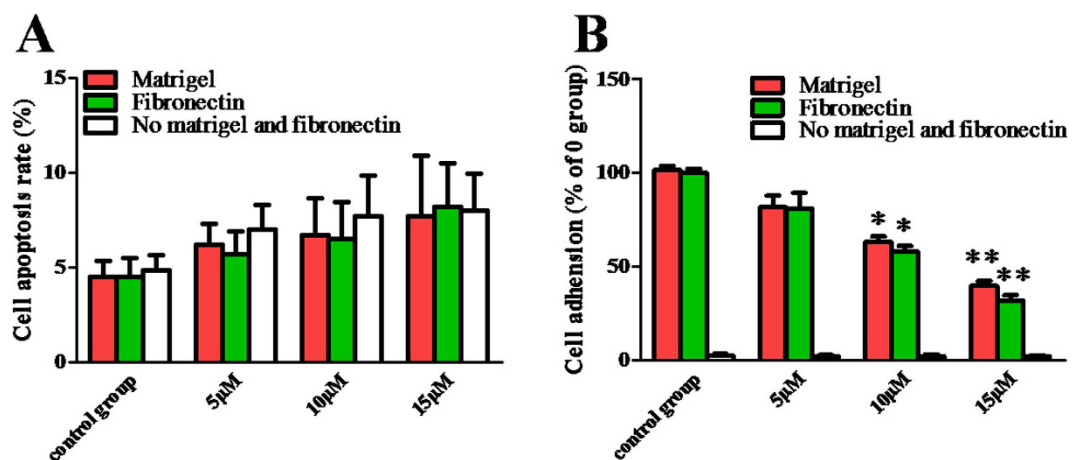 A
Cell apoptosis rate (%)
15
10
5
0
Matrigel
Fibronectin
No matrigel and fibronectin
control group
5μM
10μM
15μM
B
Cell adhension (% of 0 group)
150
100
50
0
Matrigel
Fibronectin
No matrigel and fibronectin
* *
** **
control group
5μM
10μM
15μM